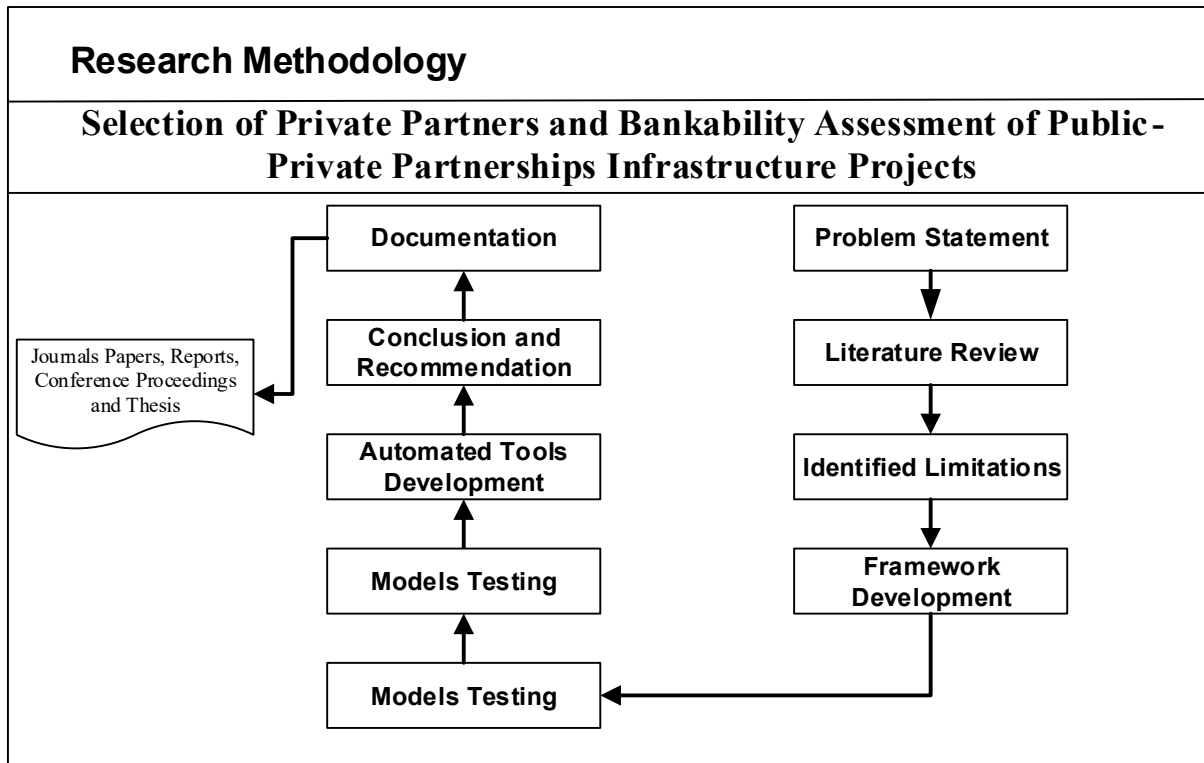 Research Methodology
Selection of Private Partners and Bankability Assessment of Public-
Private Partnerships Infrastructure Projects
Problem Statement
Literature Review
Identified Limitations
Framework
Development
Models Testing
Models Testing
Automated Tools
Development
Conclusion and
Recommendation
Documentation
Journals Papers, Reports,
Conference Proceedings
and Thesis